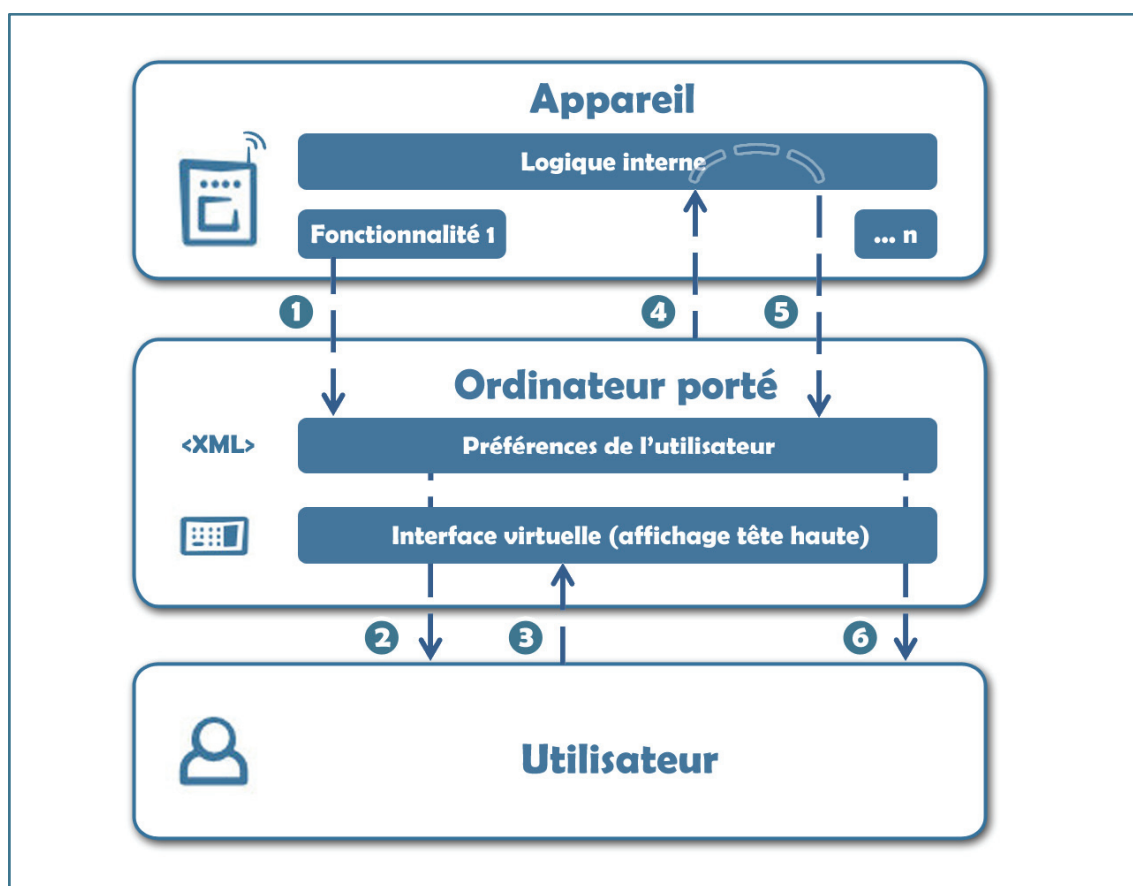 Appareil
Logique interne
Fonctionnalité 1
... n
1
4
5
Ordinateur porté
<XML>
Préférences de l'utilisateur
Interface virtuelle (affichage tête haute)
2
3
6
Utilisateur